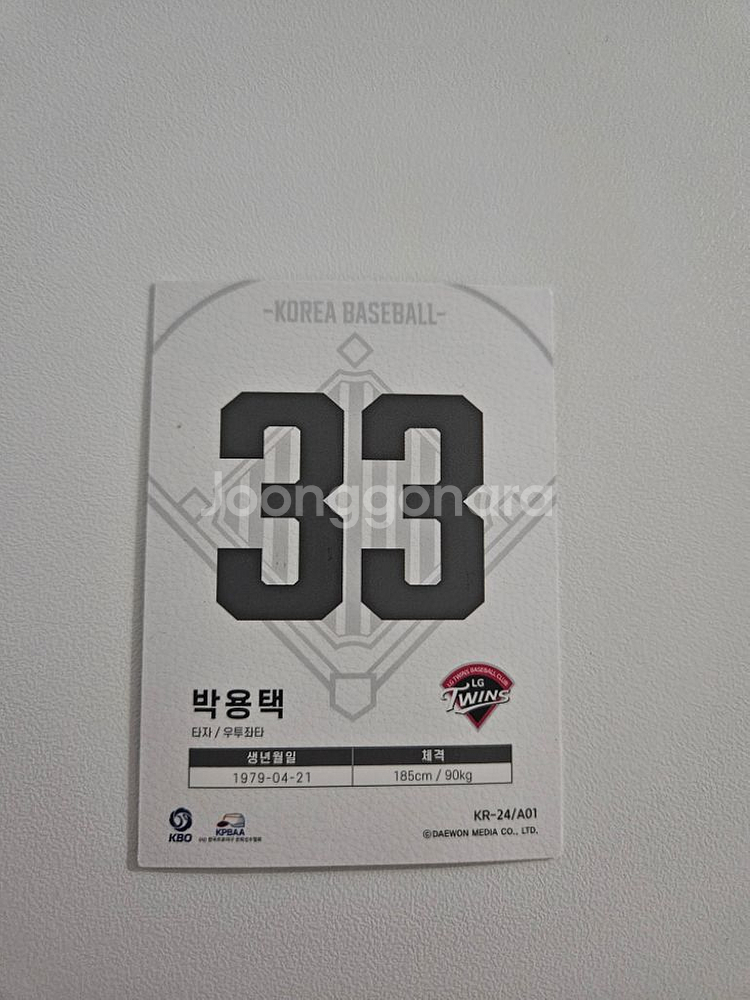 -KOREA BASEBALL-
33
Joonggonara
박용택
타자 / 우투좌타
LG TWINS BASEBALL CLUB
LG
TWINS
생년월일 체격
1979-04-21 185cm / 90kg
KR-24/A01
ⓒDAEWON MEDIA CO., LTD.
KBO
KPBAA